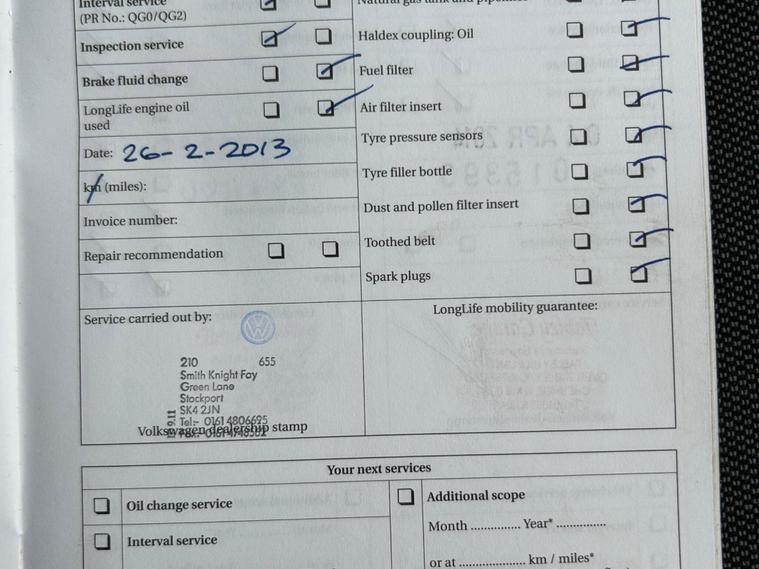 Interval service
(PR No.: QG0/QG2)
Inspection service
Brake fluid change
LongLife engine oil
used
Date: 26-2-2013
km (miles):
Invoice number:
Repair recommendation
Haldex coupling: Oil
Fuel filter
Air filter insert
Tyre pressure sensors
Tyre filler bottle
Dust and pollen filter insert
Toothed belt
Spark plugs
Service carried out by:
210 655
Smith Knight Fay
Green Lane
Stockport
SK4 2JN
Tel:- 0161 4806695
Volkswagen dealership stamp
LongLife mobility guarantee:
Your next services
Oil change service
Interval service
Additional scope
Month .............. Year* ..............
or at ................... km / miles*